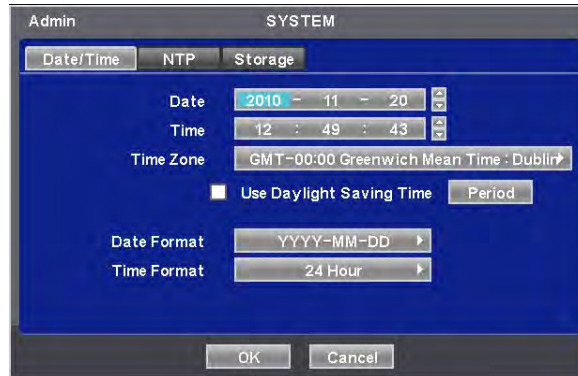 Admin SYSTEM
Date/Time NTP Storage
Date 2010 - 11 - 20
Time 12 : 49 : 43
Time Zone GMT-00:00 Greenwich Mean Time : Dublin
Use Daylight Saving Time Period
Date Format YYYY-MM-DD
Time Format 24 Hour
OK Cancel